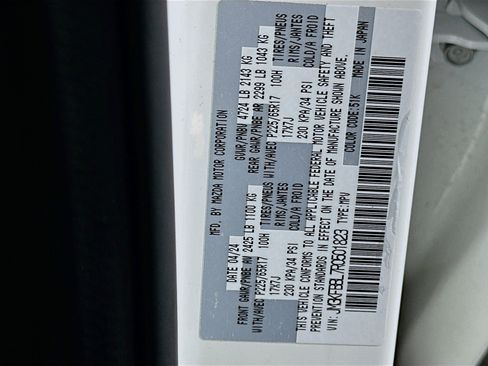 MFD. BY MAZDA MOTOR CORPORATION
DATE 04/24 GVWR/PNBV 4724 LB 2143 KG
FRONT GAWR/PNBE AV 2425 LB 1100 KG REAR GAWR/PNBE AR 2299 LB 1043 KG
WITH/AVEC P225/65R17 100H TIRES/PNEUS WITH/AVEC P225/65R17 100H TIRES/PNEUS
17X7J RIMS/JANTES 17X7J RIMS/JANTES
230 KPA/34 PSI COLD/A FROID 230 KPA/34 PSI COLD/A FROID
THIS VEHICLE CONFORMS TO ALL APPLICABLE FEDERAL MOTOR VEHICLE SAFETY AND THEFT
PREVENTION STANDARDS IN EFFECT ON THE DATE OF MANUFACTURE SHOWN ABOVE.
VIN: JM3KFBBL7R0501823 TYPE: MPV COLOR CODE: 51K MADE IN JAPAN